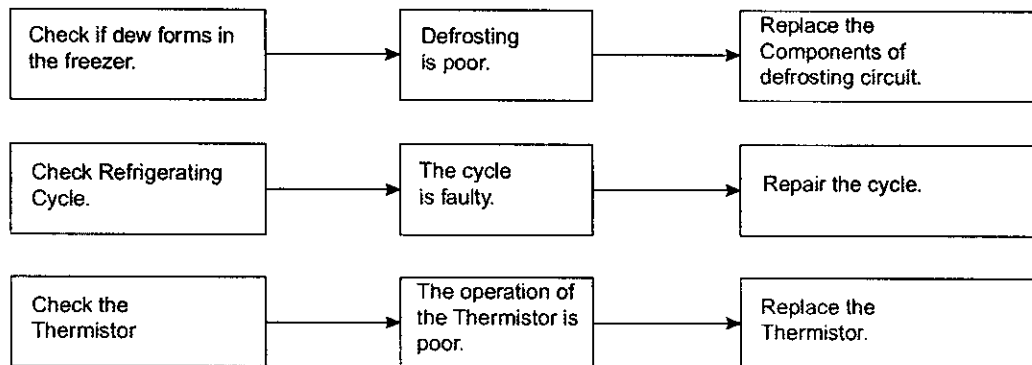 Check if dew forms in
the freezer.
Defrosting
is poor.
Replace the
Components of
defrosting circuit.
Check Refrigerating
Cycle.
The cycle
is faulty.
Repair the cycle.
Check the
Thermistor
The operation of
the Thermistor is
poor.
Replace the
Thermistor.